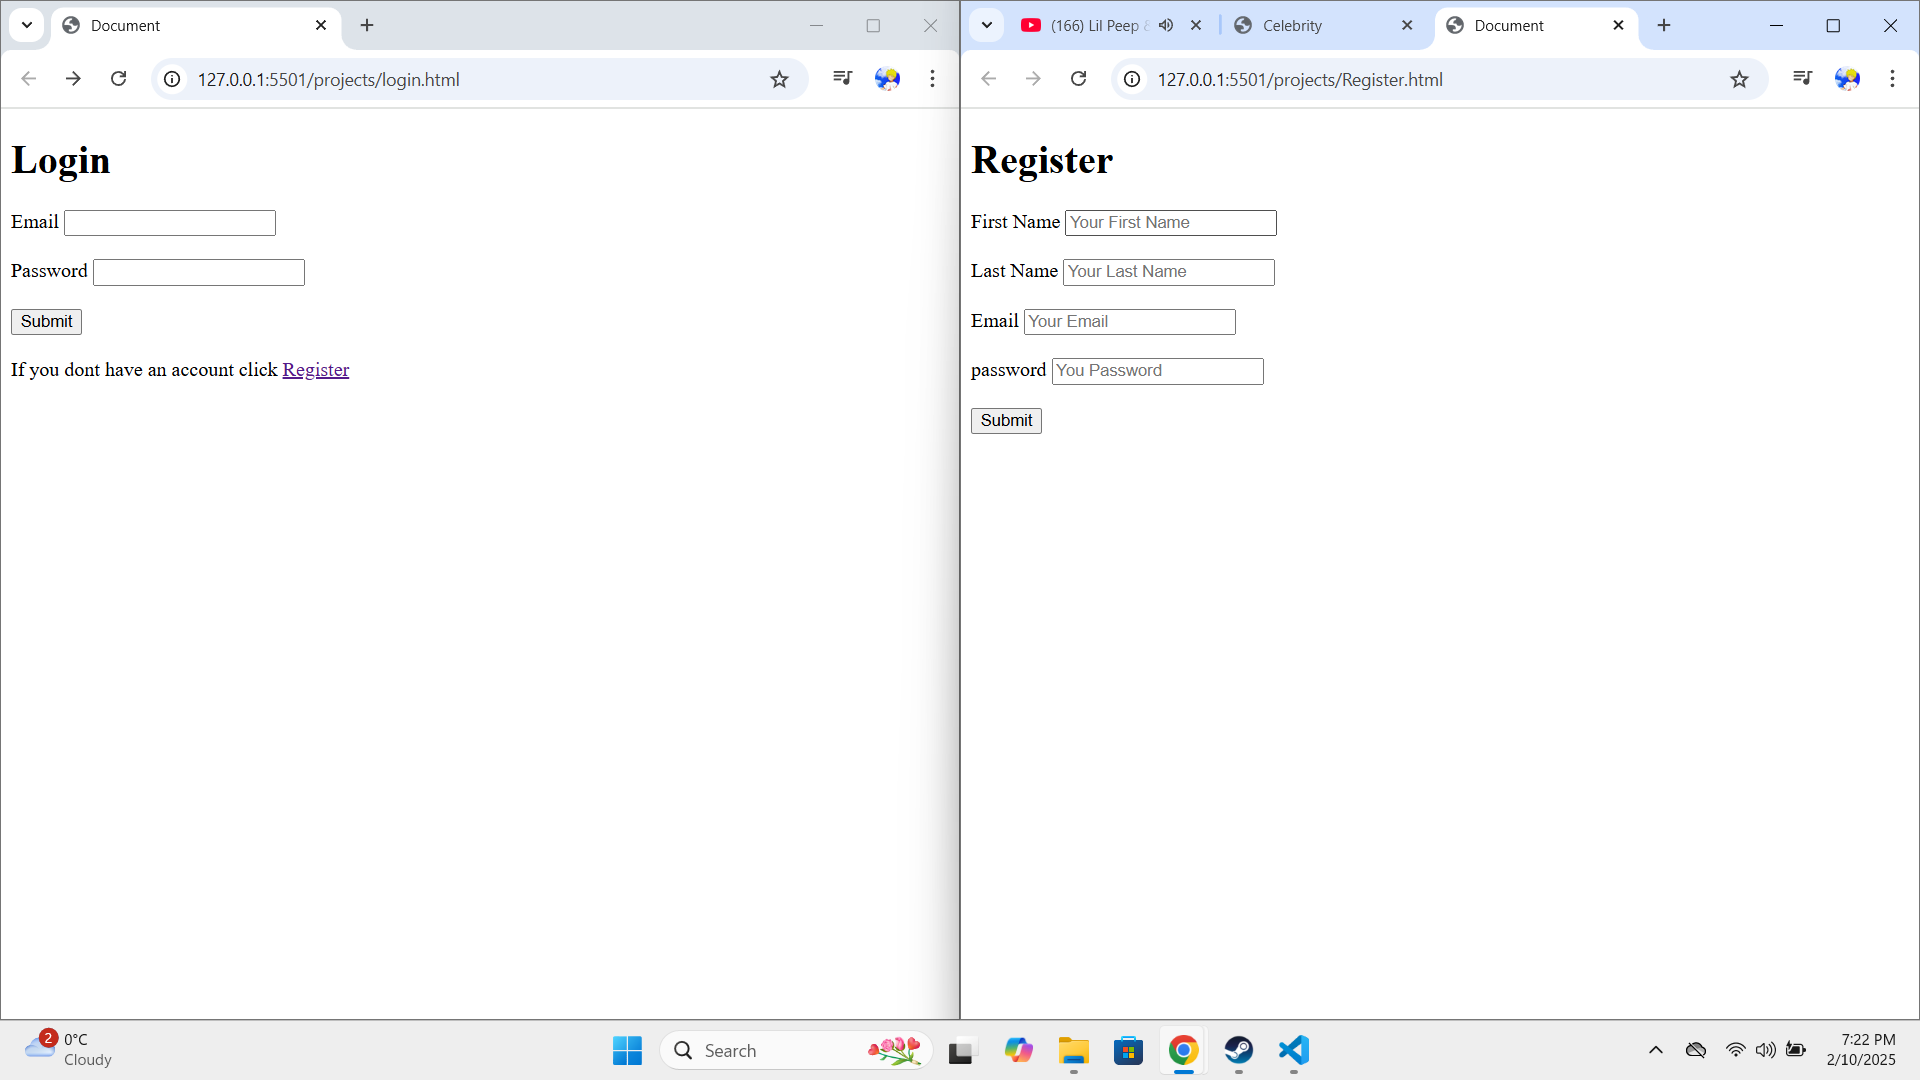 Document
127.0.0.1:5501/projects/login.html
Login
Email
Password
Submit
If you dont have an account click Register
(166) Lil Peep &
Celebrity
Document
127.0.0.1:5501/projects/Register.html
Register
First Name Your First Name
Last Name Your Last Name
Email Your Email
password You Password
Submit
2
0°C
Cloudy
Search
7:22 PM
2/10/2025